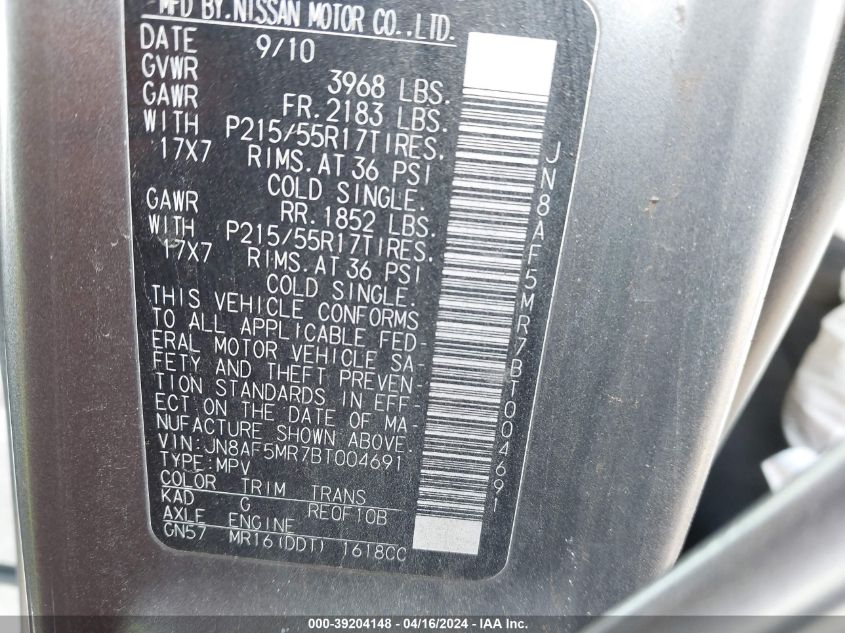 MFD BY. NISSAN MOTOR CO.,LTD.
DATE 9/10
GVWR 3968 LBS.
GAWR FR. 2183 LBS.
WITH P215/55R17TIRES.
17X7 RIMS. AT 36 PSI
COLD SINGLE.
GAWR RR. 1852 LBS.
WITH P215/55R17TIRES.
17X7 RIMS. AT 36 PSI
COLD SINGLE.
THIS VEHICLE CONFORMS
TO ALL APPLICABLE FED-
ERAL MOTOR VEHICLE SA-
FETY AND THEFT PREVEN-
TION STANDARDS IN EFF-
ECT ON THE DATE OF MA-
NUFACTURE SHOWN ABOVE.
VIN: JN8AF5MR7BT004691
TYPE: MPV
COLOR TRIM TRANS
KAD G RE0F10B
AXLE ENGINE
GN57 MR16(DDT) 1618CC
JN8AF5MR7BT004691
000-39204148 - 04/16/2024 - IAA Inc.